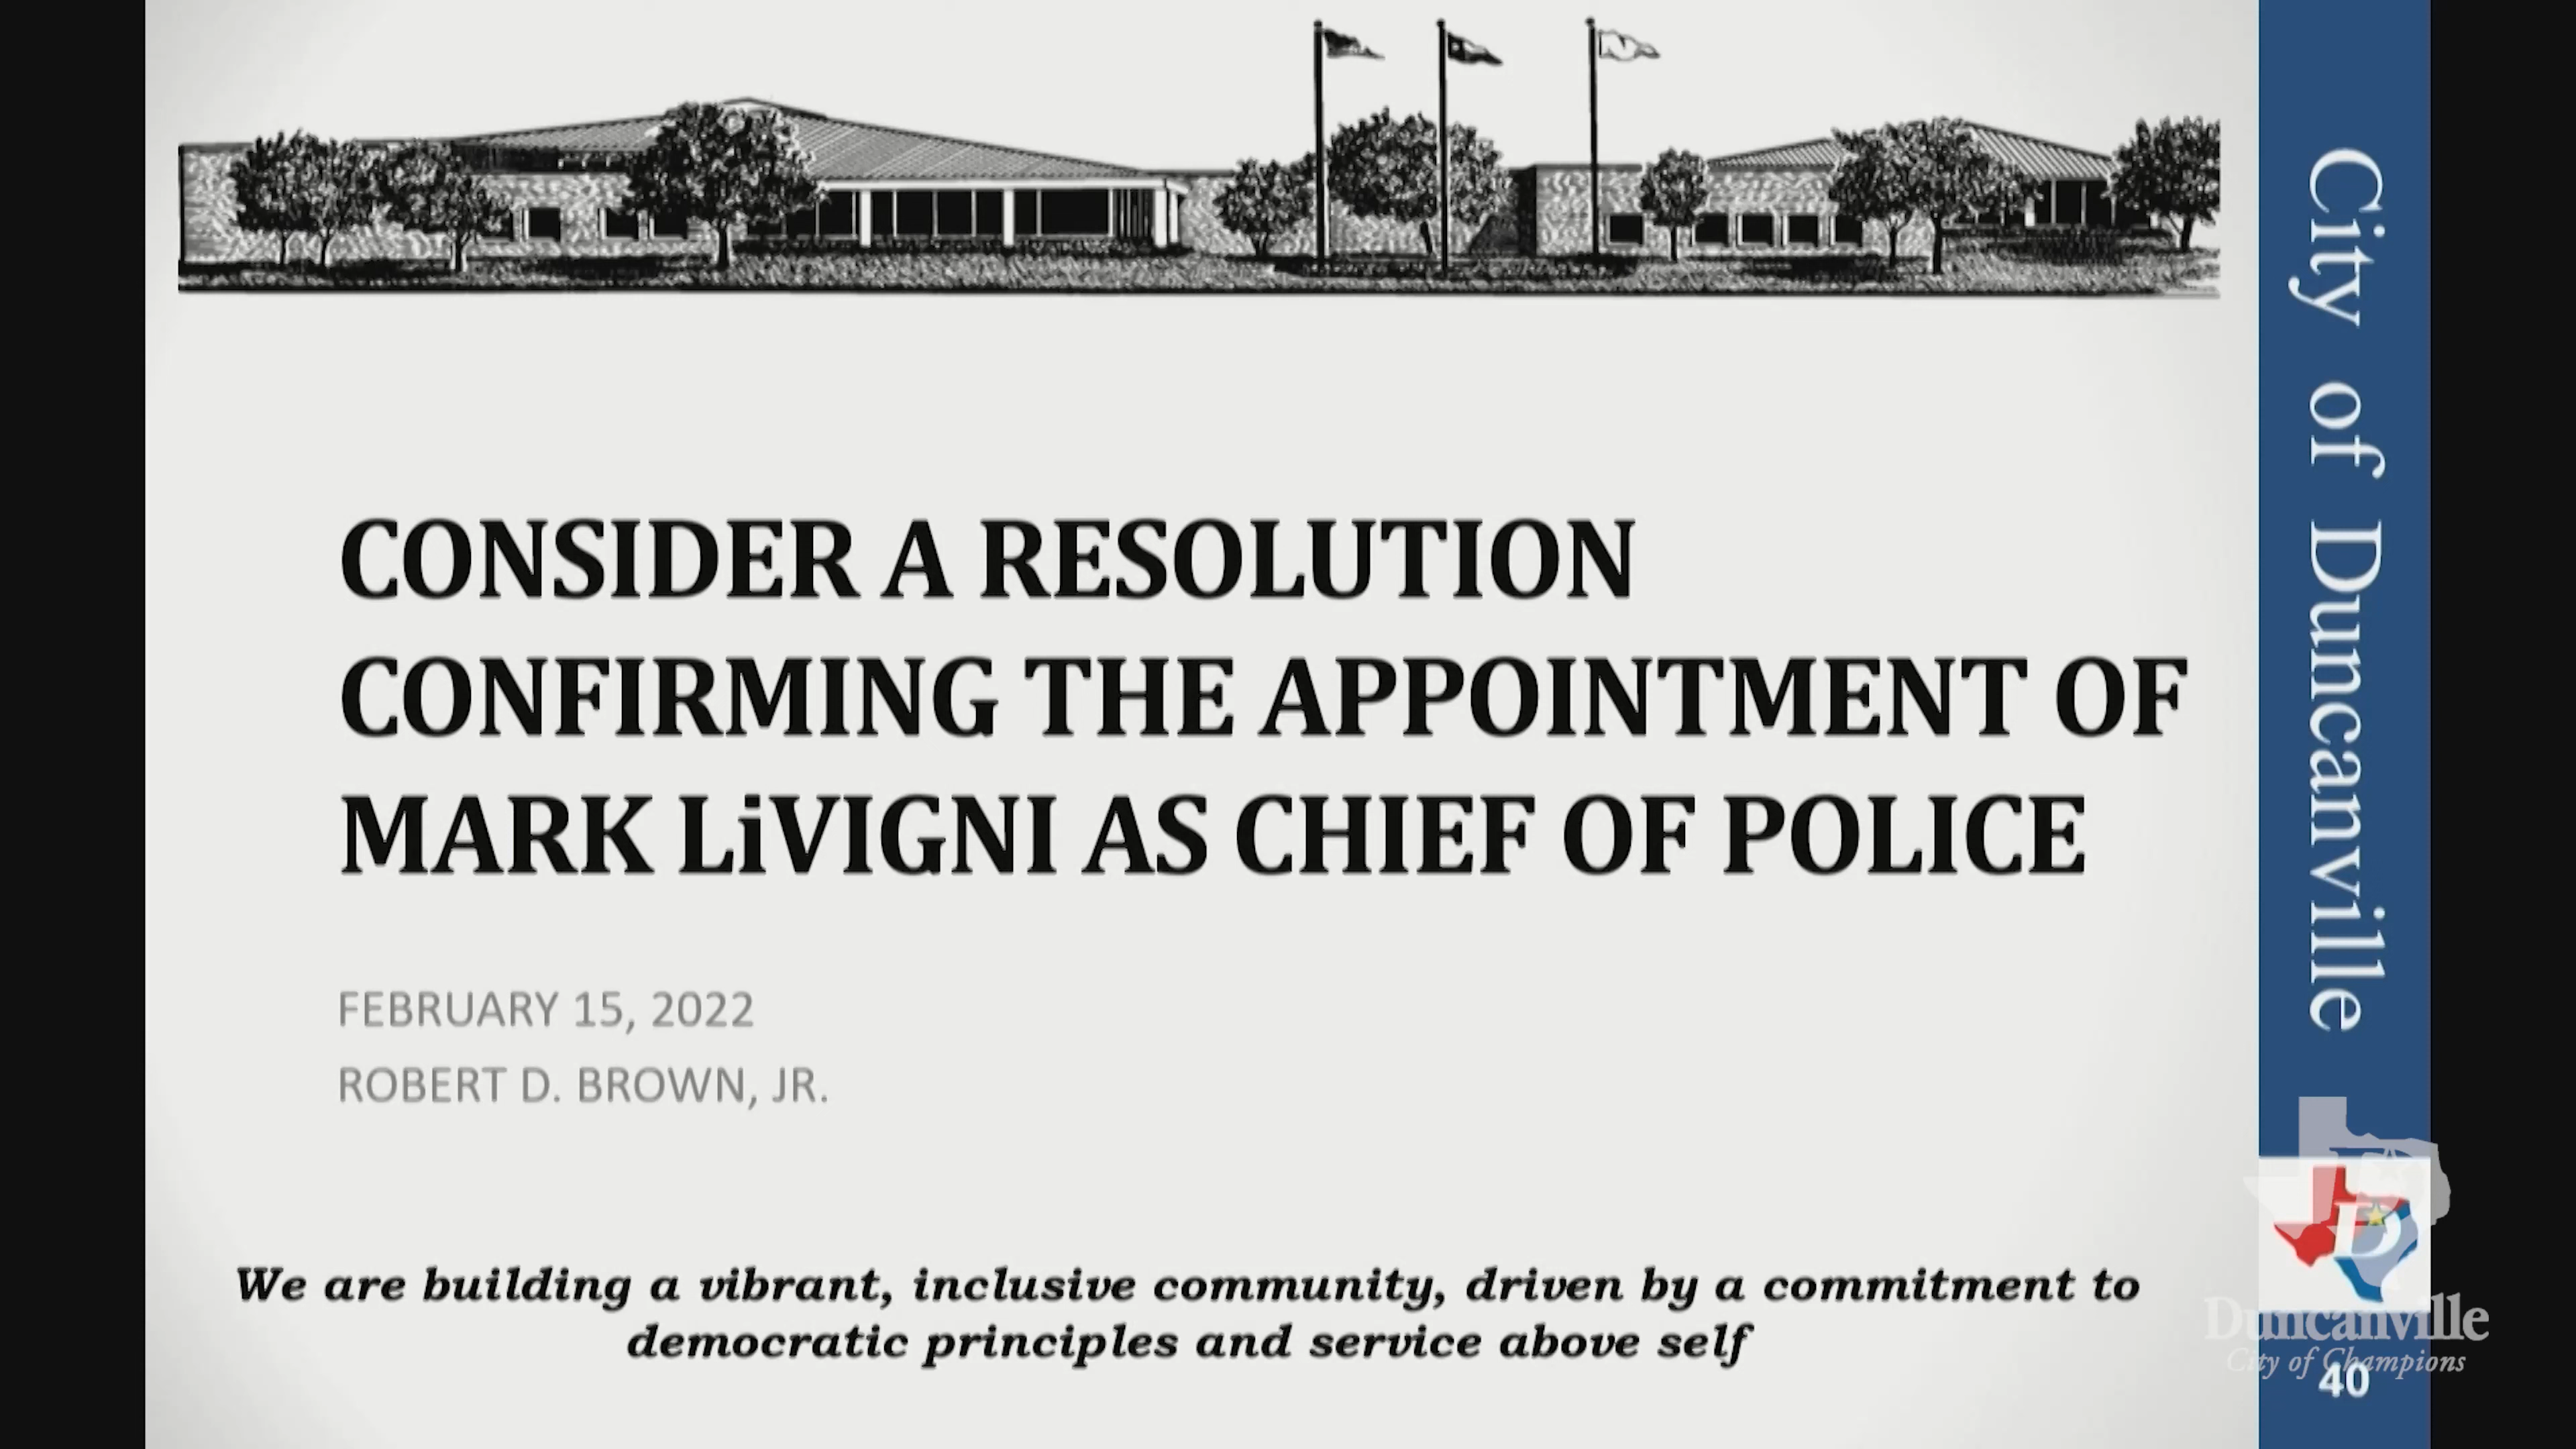 CONSIDER A RESOLUTION
CONFIRMING THE APPOINTMENT OF
MARK LiVIGNI AS CHIEF OF POLICE
FEBRUARY 15, 2022
ROBERT D. BROWN, JR.
We are building a vibrant, inclusive community, driven by a commitment to
democratic principles and service above self
City of Duncanville
D
Duncanville
City of Champions
40